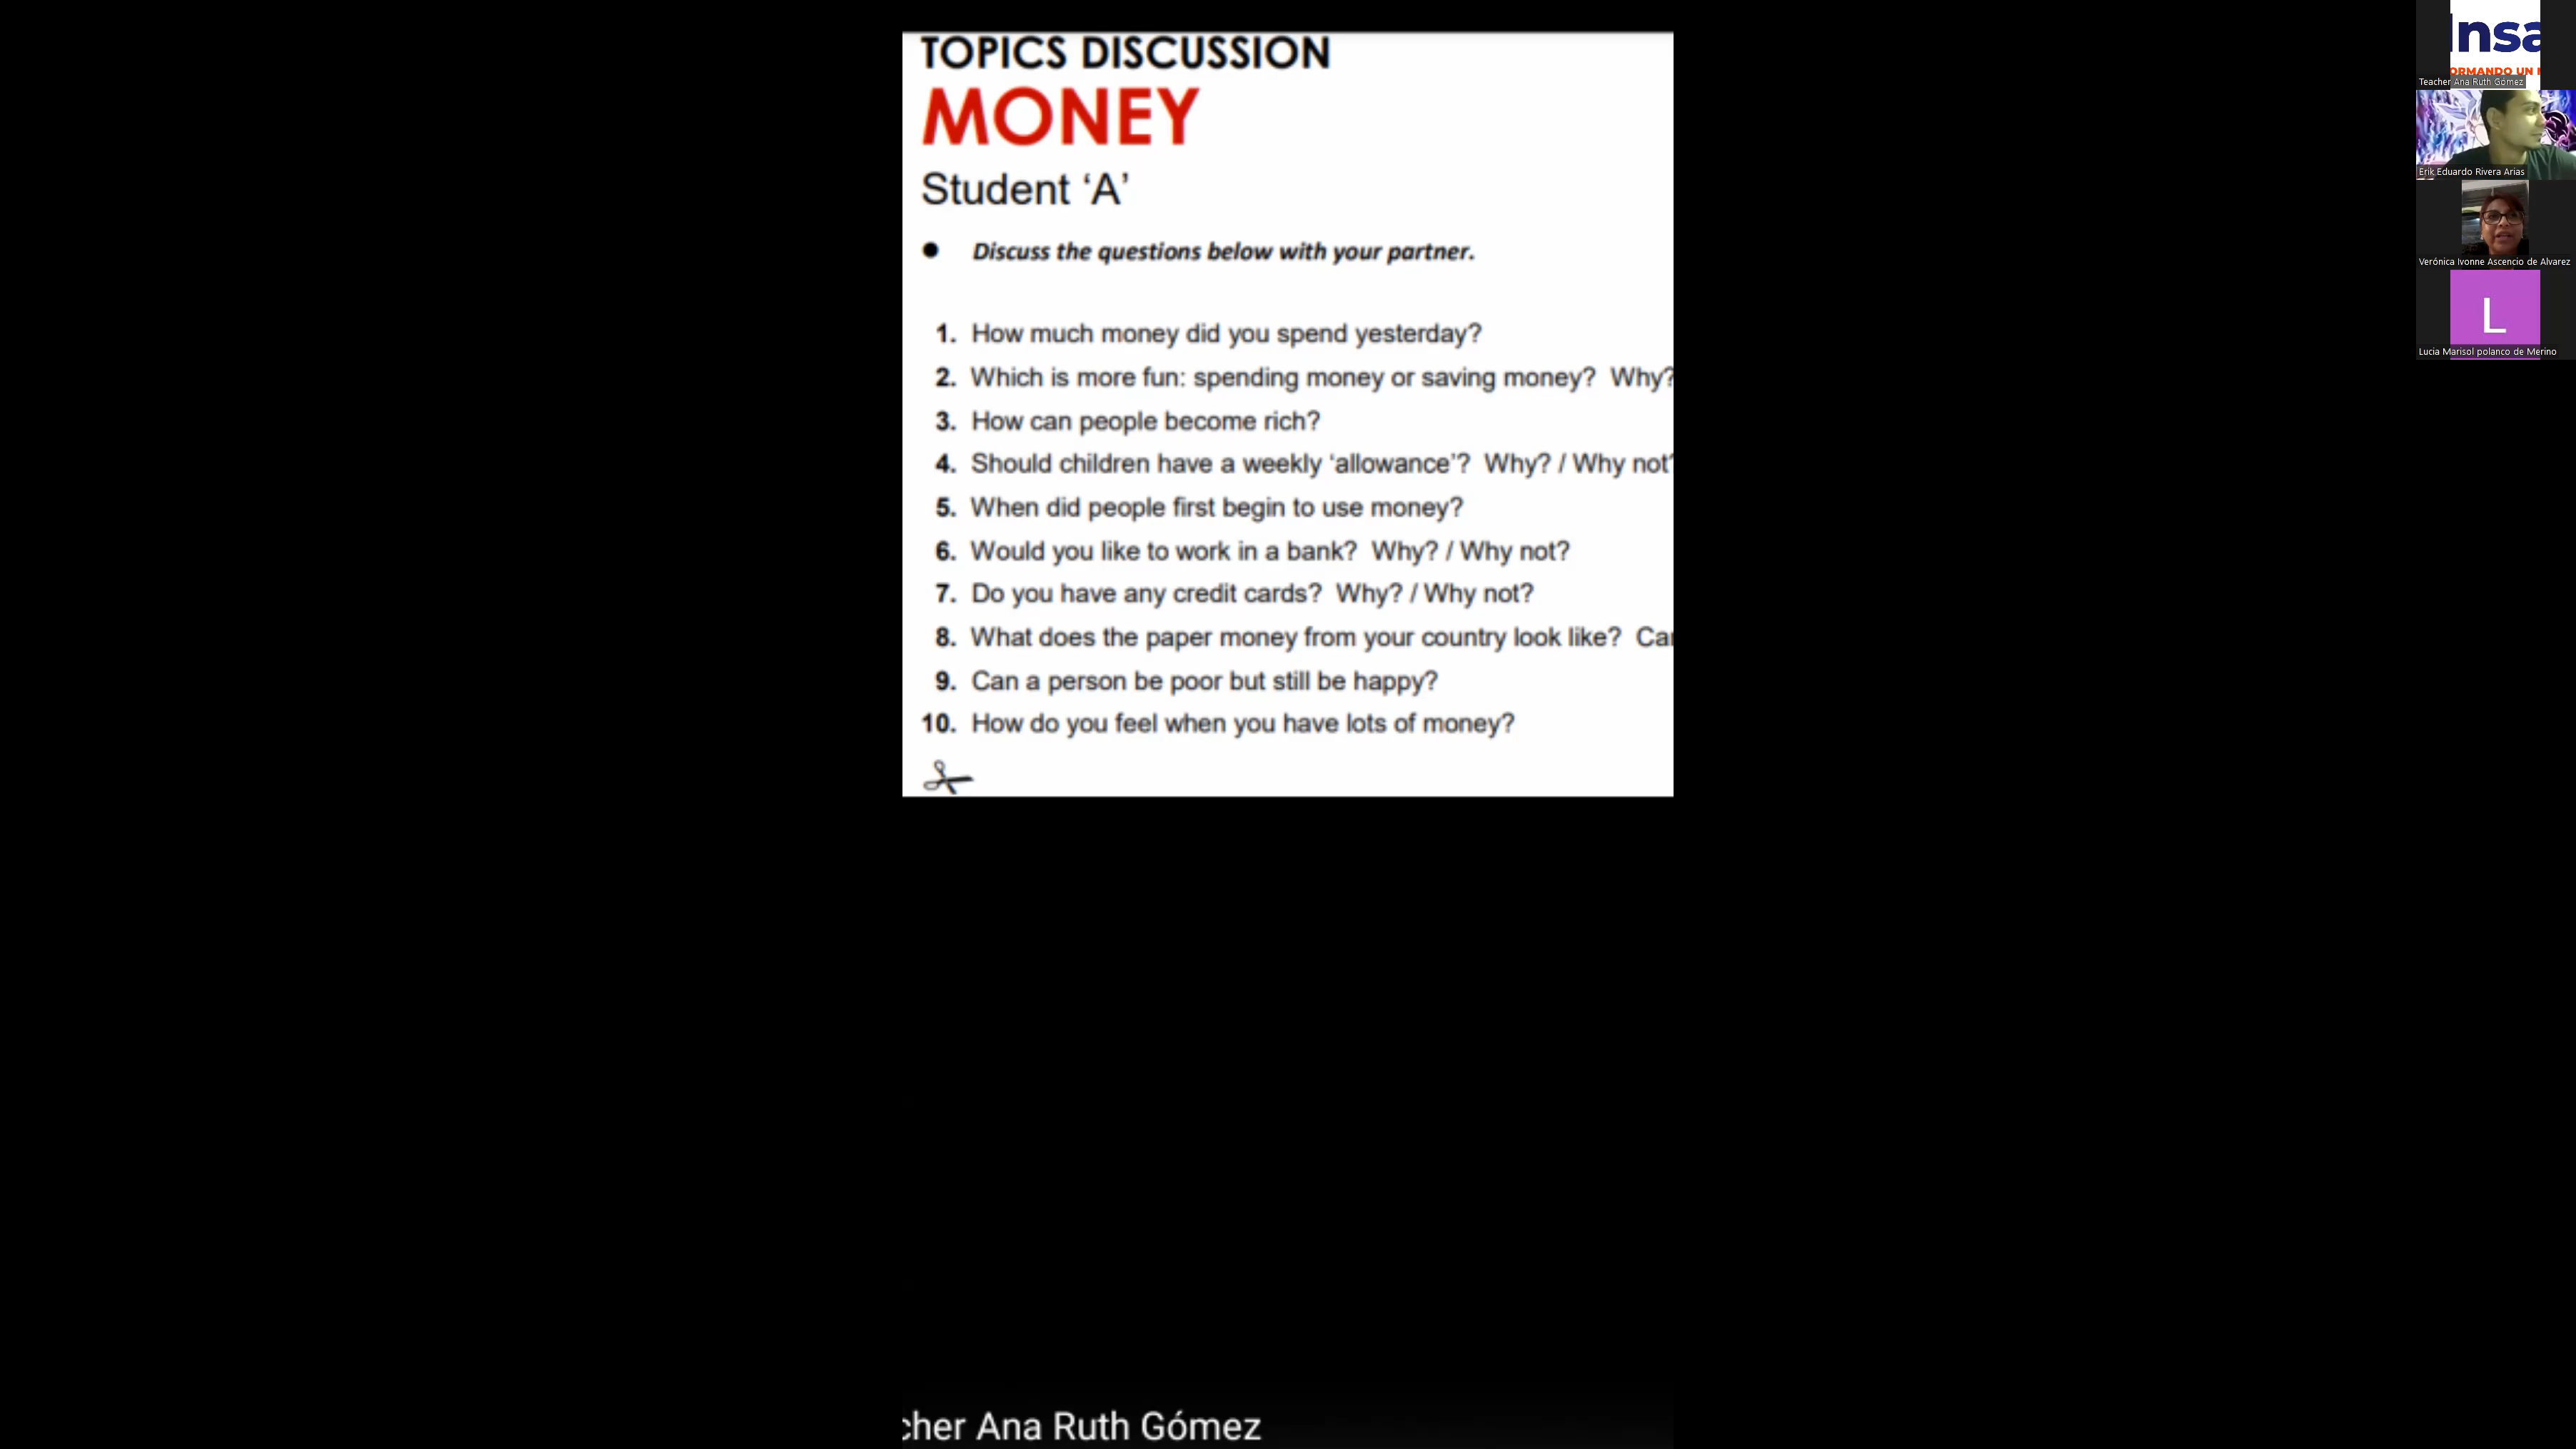 TOPICS DISCUSSION
MONEY
Student ‘A’
● Discuss the questions below with your partner.
1. How much money did you spend yesterday?
2. Which is more fun: spending money or saving money? Why?
3. How can people become rich?
4. Should children have a weekly ‘allowance’? Why? / Why not?
5. When did people first begin to use money?
6. Would you like to work in a bank? Why? / Why not?
7. Do you have any credit cards? Why? / Why not?
8. What does the paper money from your country look like?
9. Can a person be poor but still be happy?
10. How do you feel when you have lots of money?
cher Ana Ruth Gómez
Insa
ORMANDO UN
Teacher Ana Ruth Gómez
Erik Eduardo Rivera Arias
Verónica Ivonne Ascencio de Alvarez
L
Lucia Marisol polanco de Merino